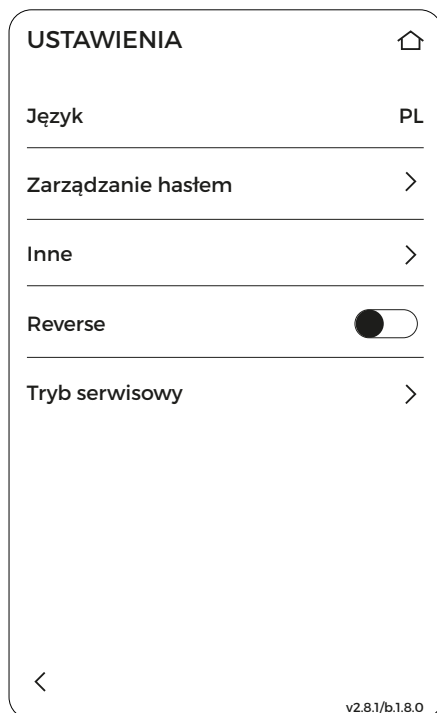 USTAWIENIA
Język PL
Zarządzanie hasłem
Inne
Reverse
Tryb serwisowy
v2.8.1/b.1.8.0